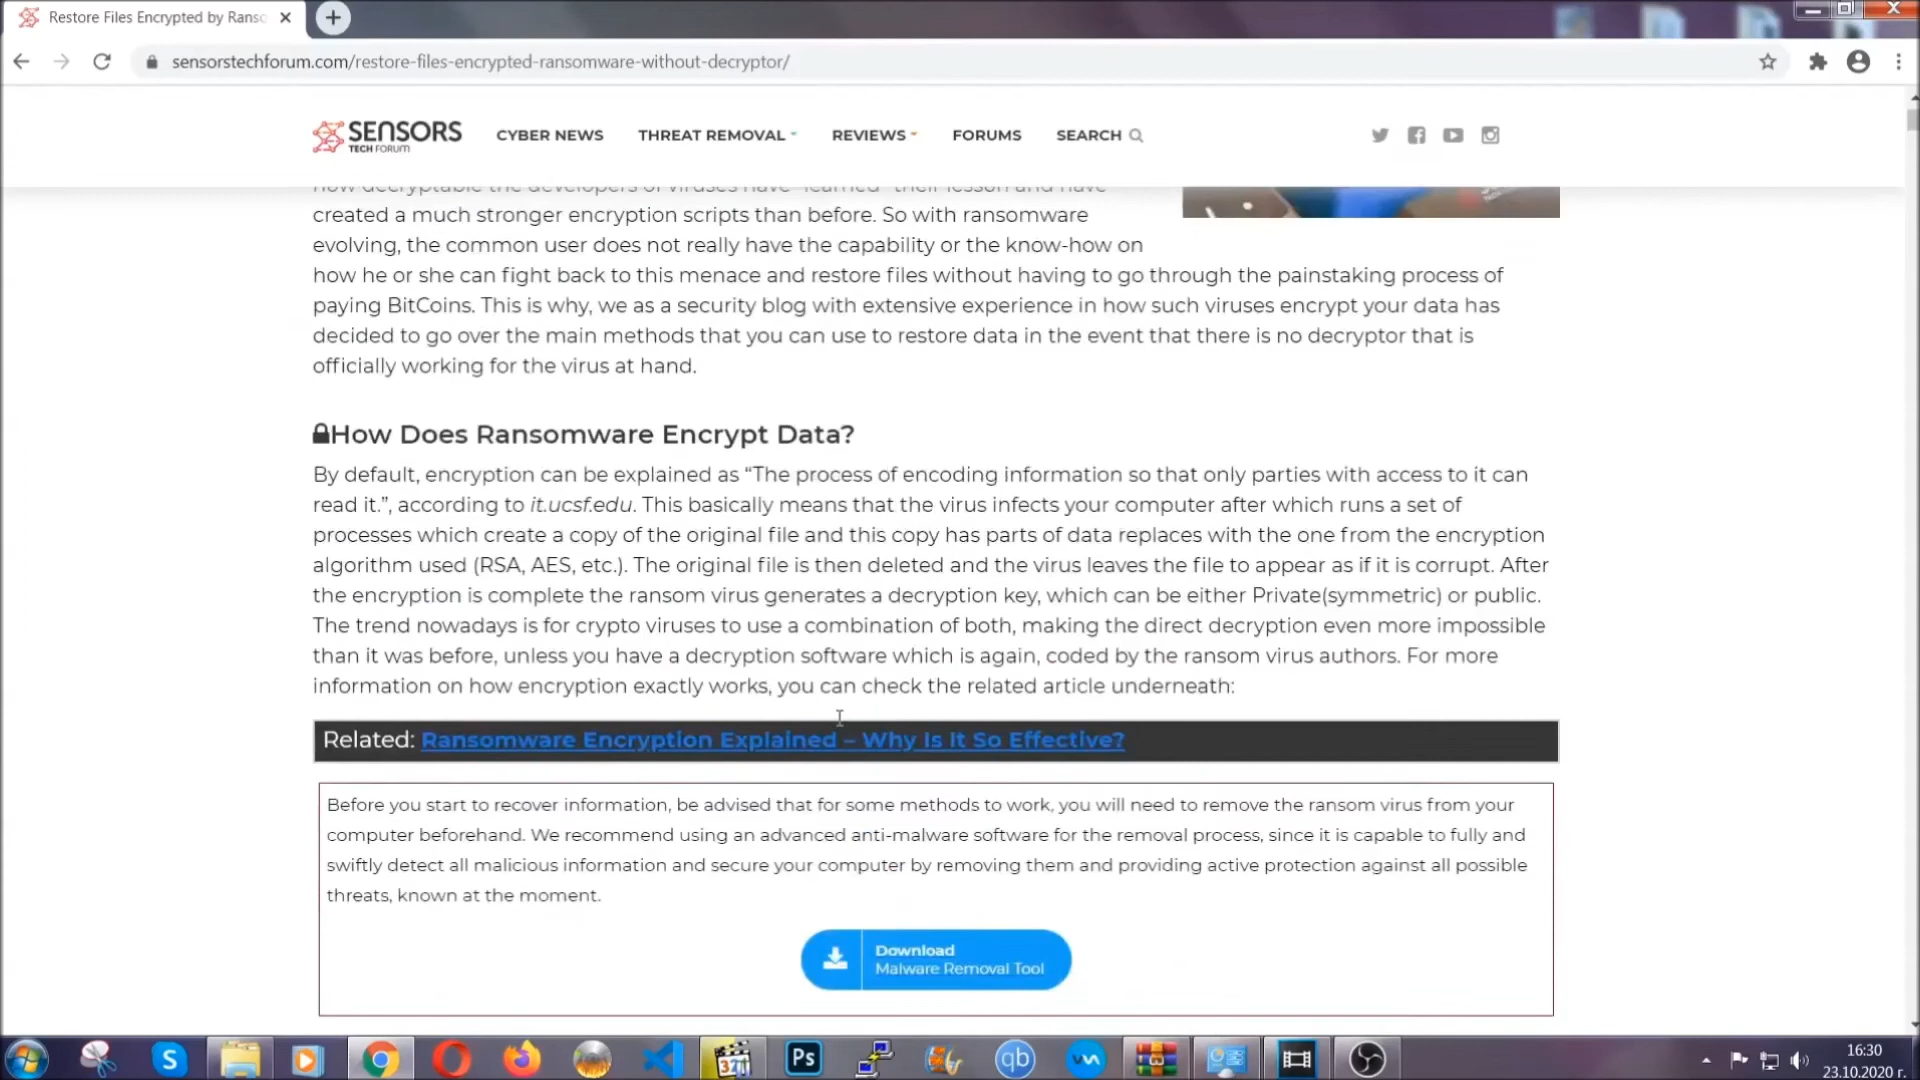 Restore Files Encrypted by Ranso
sensorstechforum.com/restore-files-encrypted-ransomware-without-decryptor/
SENSORS
TECH FORUM
CYBER NEWS
THREAT REMOVAL
REVIEWS
FORUMS
SEARCH
how decryptable the developers of viruses have "learned" their lesson and have
created a much stronger encryption scripts than before. So with ransomware
evolving, the common user does not really have the capability or the know-how on
how he or she can fight back to this menace and restore files without having to go through the painstaking process of
paying BitCoins. This is why, we as a security blog with extensive experience in how such viruses encrypt your data has
decided to go over the main methods that you can use to restore data in the event that there is no decryptor that is
officially working for the virus at hand.
How Does Ransomware Encrypt Data?
By default, encryption can be explained as “The process of encoding information so that only parties with access to it can
read it.”, according to it.ucsf.edu. This basically means that the virus infects your computer after which runs a set of
processes which create a copy of the original file and this copy has parts of data replaces with the one from the encryption
algorithm used (RSA, AES, etc.). The original file is then deleted and the virus leaves the file to appear as if it is corrupt. After
the encryption is complete the ransom virus generates a decryption key, which can be either Private(symmetric) or public.
The trend nowadays is for crypto viruses to use a combination of both, making the direct decryption even more impossible
than it was before, unless you have a decryption software which is again, coded by the ransom virus authors. For more
information on how encryption exactly works, you can check the related article underneath:
Related: Ransomware Encryption Explained – Why Is It So Effective?
Before you start to recover information, be advised that for some methods to work, you will need to remove the ransom virus from your
computer beforehand. We recommend using an advanced anti-malware software for the removal process, since it is capable to fully and
swiftly detect all malicious information and secure your computer by removing them and providing active protection against all possible
threats, known at the moment.
Download
Malware Removal Tool
S
321
Ps
qb
16:30
23.10.2020 г.